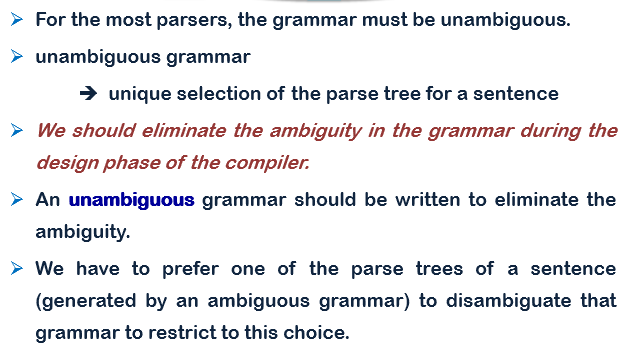 ➢ For the most parsers, the grammar must be unambiguous.
➢ unambiguous grammar
➔ unique selection of the parse tree for a sentence
➢ We should eliminate the ambiguity in the grammar during the
design phase of the compiler.
➢ An unambiguous grammar should be written to eliminate the
ambiguity.
➢ We have to prefer one of the parse trees of a sentence
(generated by an ambiguous grammar) to disambiguate that
grammar to restrict to this choice.